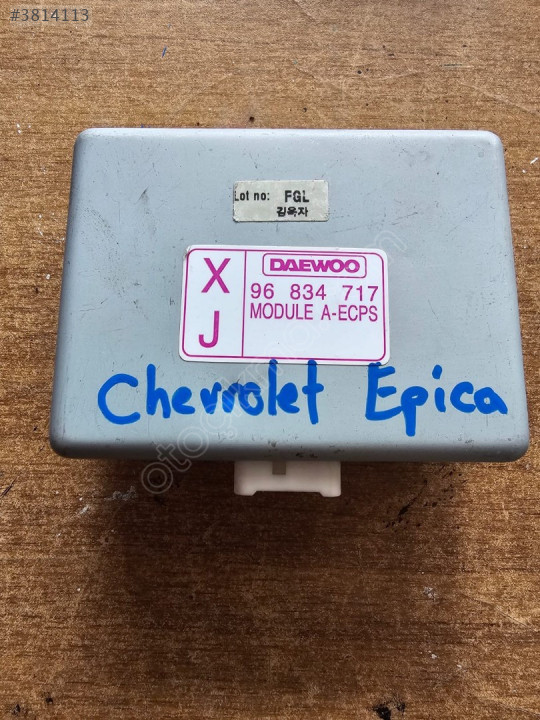 #3814113
Lot no: FGL
김옥자
X
J
DAEWOO
96 834 717
MODULE A-ECPS
Chevrolet Epica